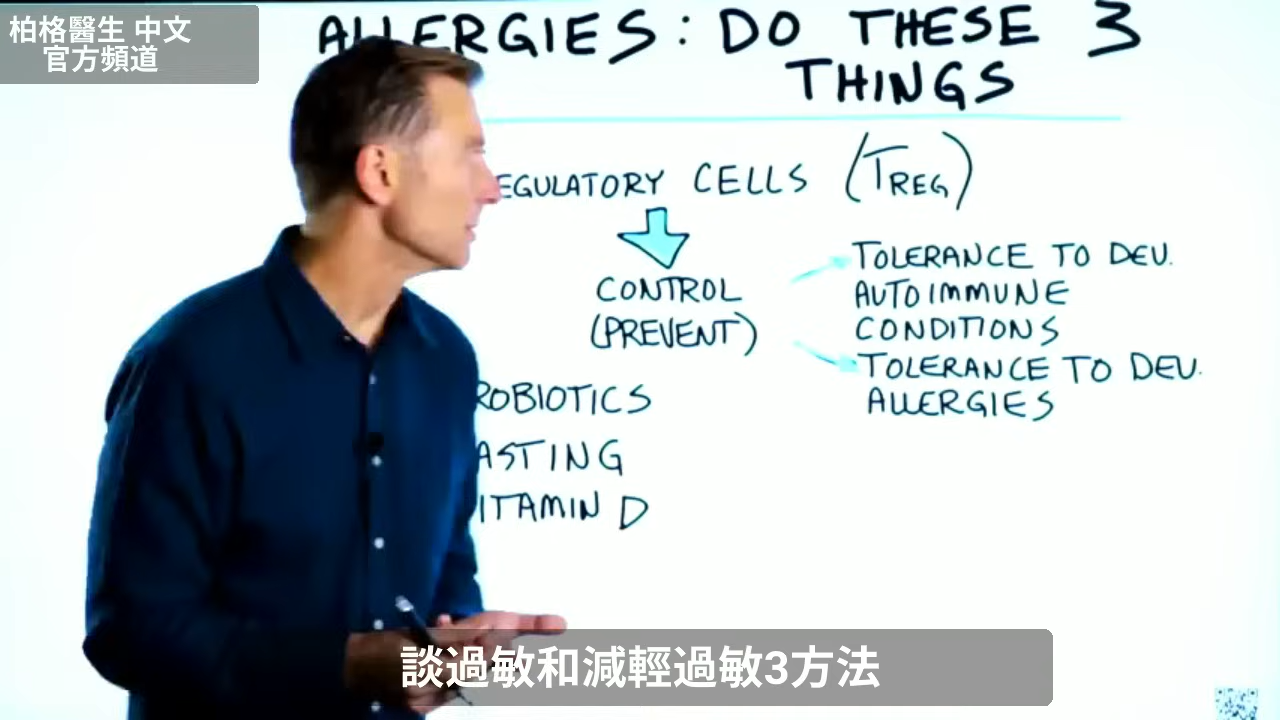 柏格醫生 中文
官方頻道
ALLERGIES: DO THESE 3
THINGS
EGULATORY CELLS (TREG)
CONTROL
(PREVENT)
TOLERANCE TO DEV.
AUTOIMMUNE
CONDITIONS
TOLERANCE TO DEV.
ALLERGIES
ROBIOTICS
ASTING
ITAMIN D
談過敏和減輕過敏3方法